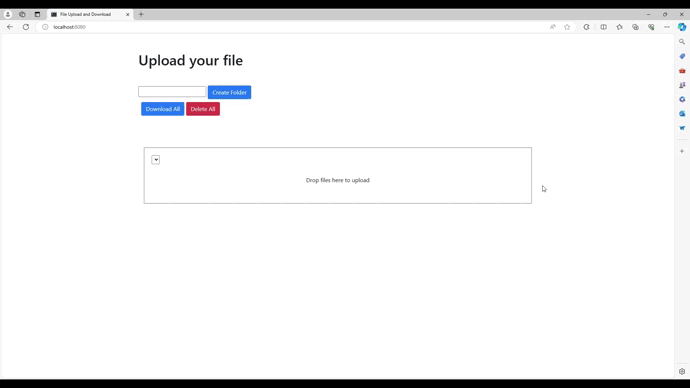 File Upload and Download
localhost:8080
Upload your file
Create Folder
Download All
Delete All
Drop files here to upload